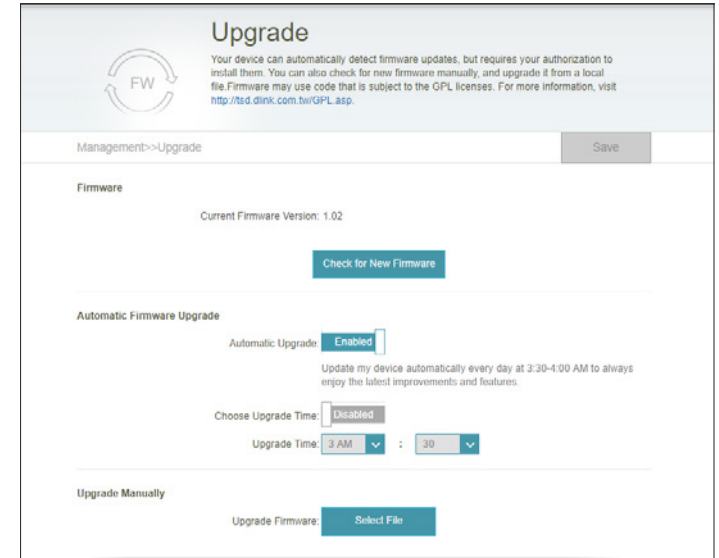 Upgrade
Your device can automatically detect firmware updates, but requires your authorization to
install them. You can also check for new firmware manually, and upgrade it from a local
file.Firmware may use code that is subject to the GPL licenses. For more information, visit
http://tsd.dlink.com.tw/GPL.asp.
FW
Management>>Upgrade
Save
Firmware
Current Firmware Version: 1.02
Check for New Firmware
Automatic Firmware Upgrade
Automatic Upgrade: Enabled
Update my device automatically every day at 3:30-4:00 AM to always
enjoy the latest improvements and features.
Choose Upgrade Time: Disabled
Upgrade Time: 3 AM : 30
Upgrade Manually
Upgrade Firmware: Select File